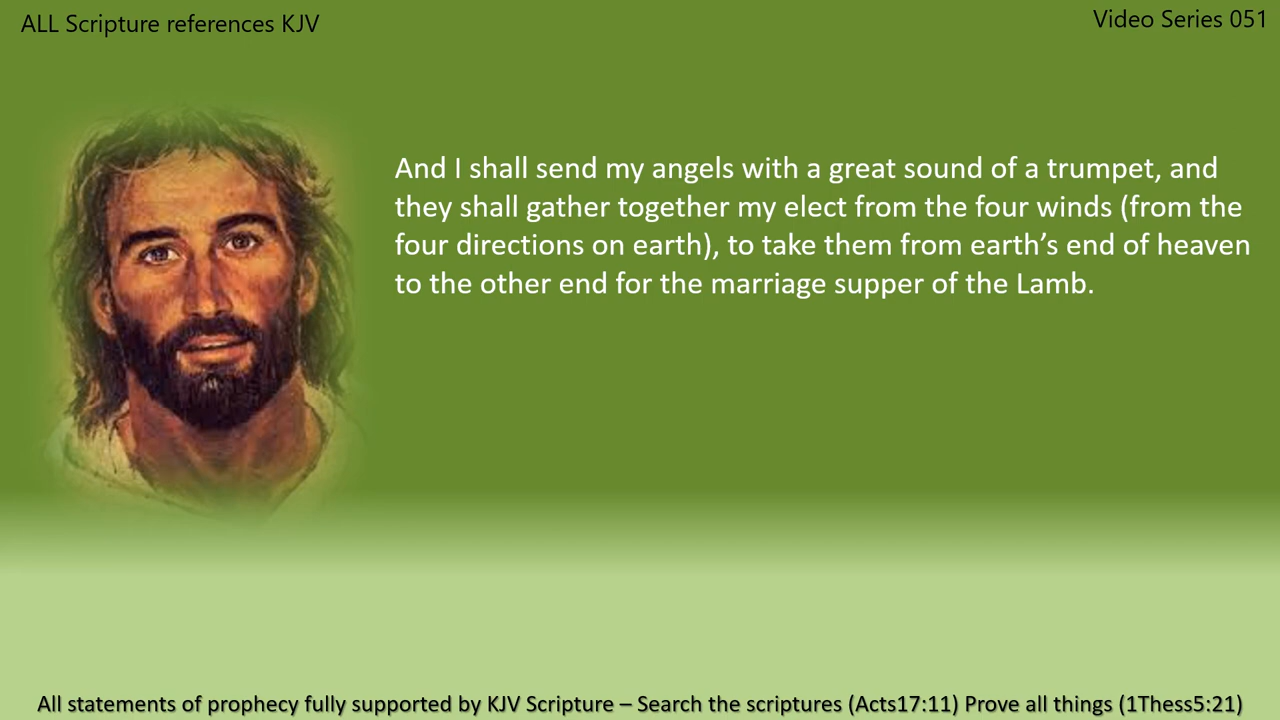 ALL Scripture references KJV
Video Series 051
And I shall send my angels with a great sound of a trumpet, and
they shall gather together my elect from the four winds (from the
four directions on earth), to take them from earth’s end of heaven
to the other end for the marriage supper of the Lamb.
All statements of prophecy fully supported by KJV Scripture – Search the scriptures (Acts17:11) Prove all things (1Thess5:21)